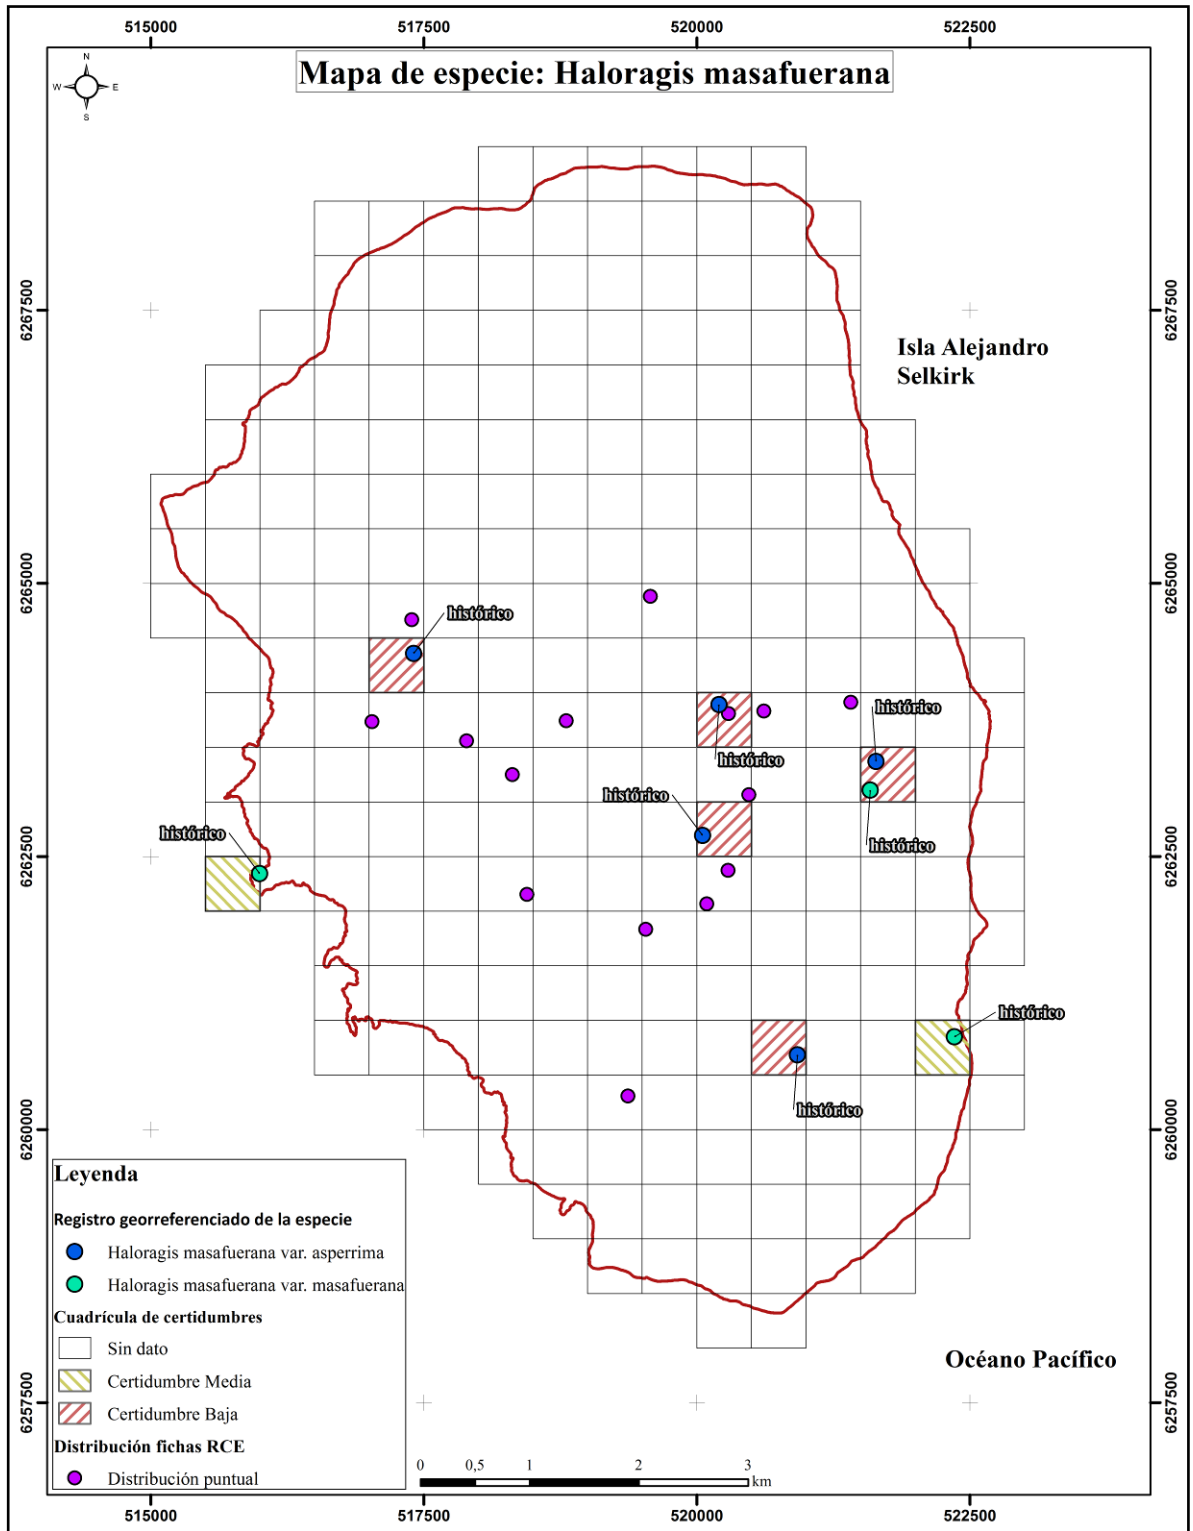 515000 517500 520000 522500
Mapa de especie: Haloragis masafuerana
N
W E
S
6267500 6267500
Isla Alejandro
Selkirk
6265000 6265000
histórico
histórico
histórico
histórico
histórico
histórico
6262500 6262500
histórico
histórico
6260000 6260000
Leyenda
Registro georreferenciado de la especie
Haloragis masafuerana var. asperrima
Haloragis masafuerana var. masafuerana
Cuadrícula de certidumbres
Sin dato
Certidumbre Media
Certidumbre Baja
Distribución fichas RCE
Distribución puntual
Océano Pacífico
6257500 6257500
0 0,5 1 2 3
km
515000 517500 520000 522500